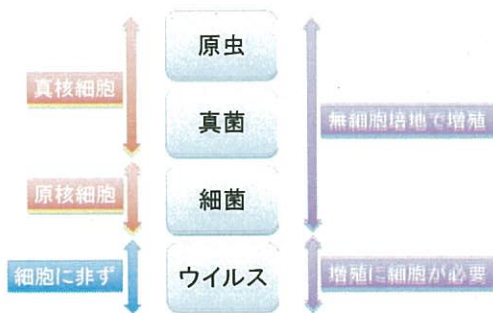 原虫
真核細胞
真菌
無細胞培地で増殖
原核細胞
細菌
細胞に非ず
ウイルス
増殖に細胞が必要